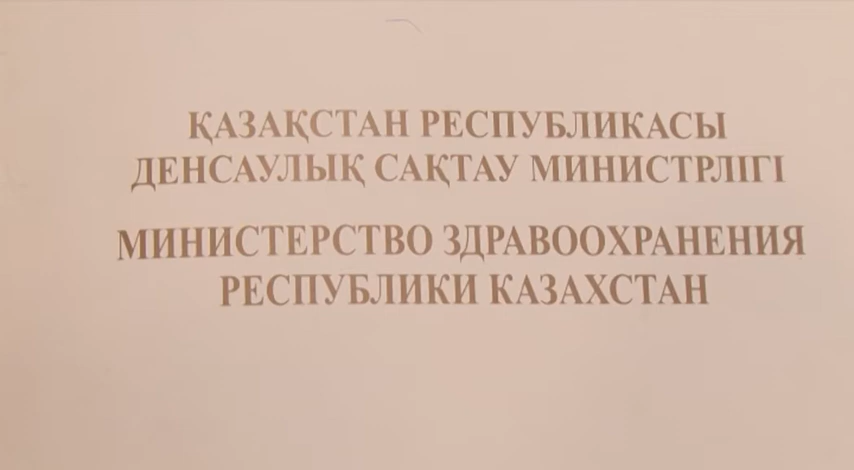 ҚАЗАҚСТАН РЕСПУБЛИКАСЫ
ДЕНСАУЛЫҚ САҚТАУ МИНИСТРЛІГІ
МИНИСТЕРСТВО ЗДРАВООХРАНЕНИЯ
РЕСПУБЛИКИ КАЗАХСТАН